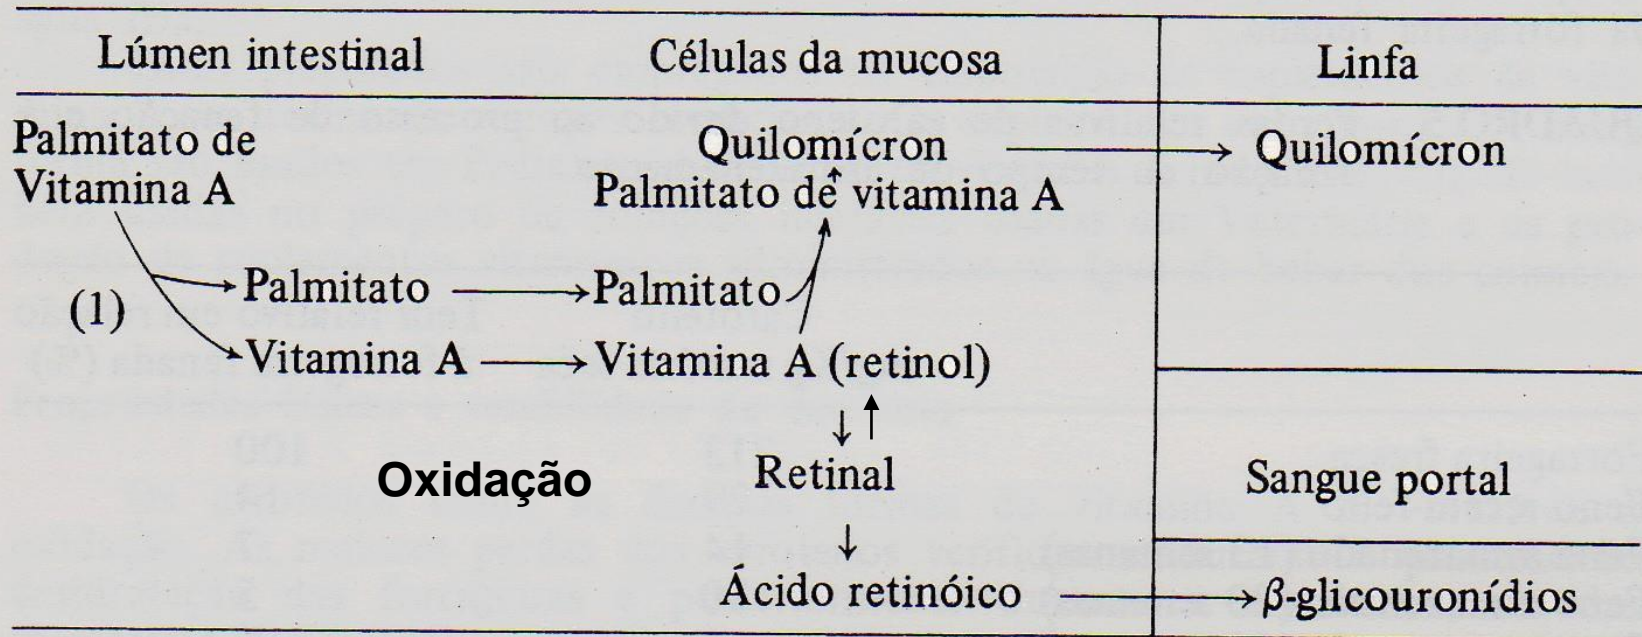 Lúmen intestinal Células da mucosa Linfa
Palmitato de
Vitamina A
Quilomícron → Quilomícron
Palmitato de vitamina A
(1)
Palmitato → Palmitato
Vitamina A → Vitamina A (retinol)
↓ ↑
Oxidação Retinal Sangue portal
↓
Ácido retinóico → β-glicouronídios